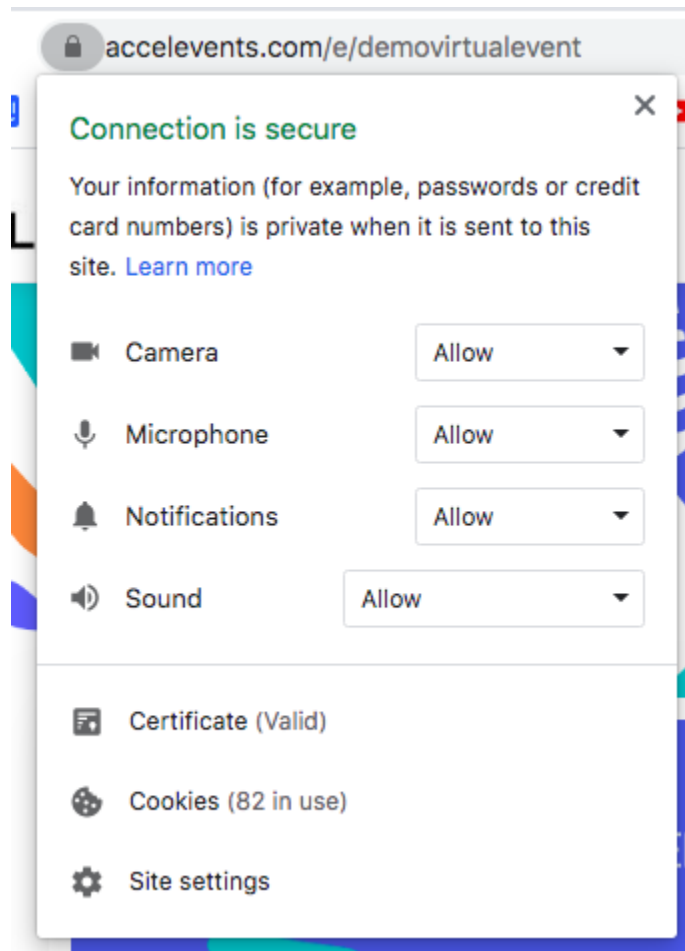 accelevents.com/e/demovirtualevent
Connection is secure
Your information (for example, passwords or credit
card numbers) is private when it is sent to this
site. Learn more
Camera Allow
Microphone Allow
Notifications Allow
Sound Allow
Certificate (Valid)
Cookies (82 in use)
Site settings